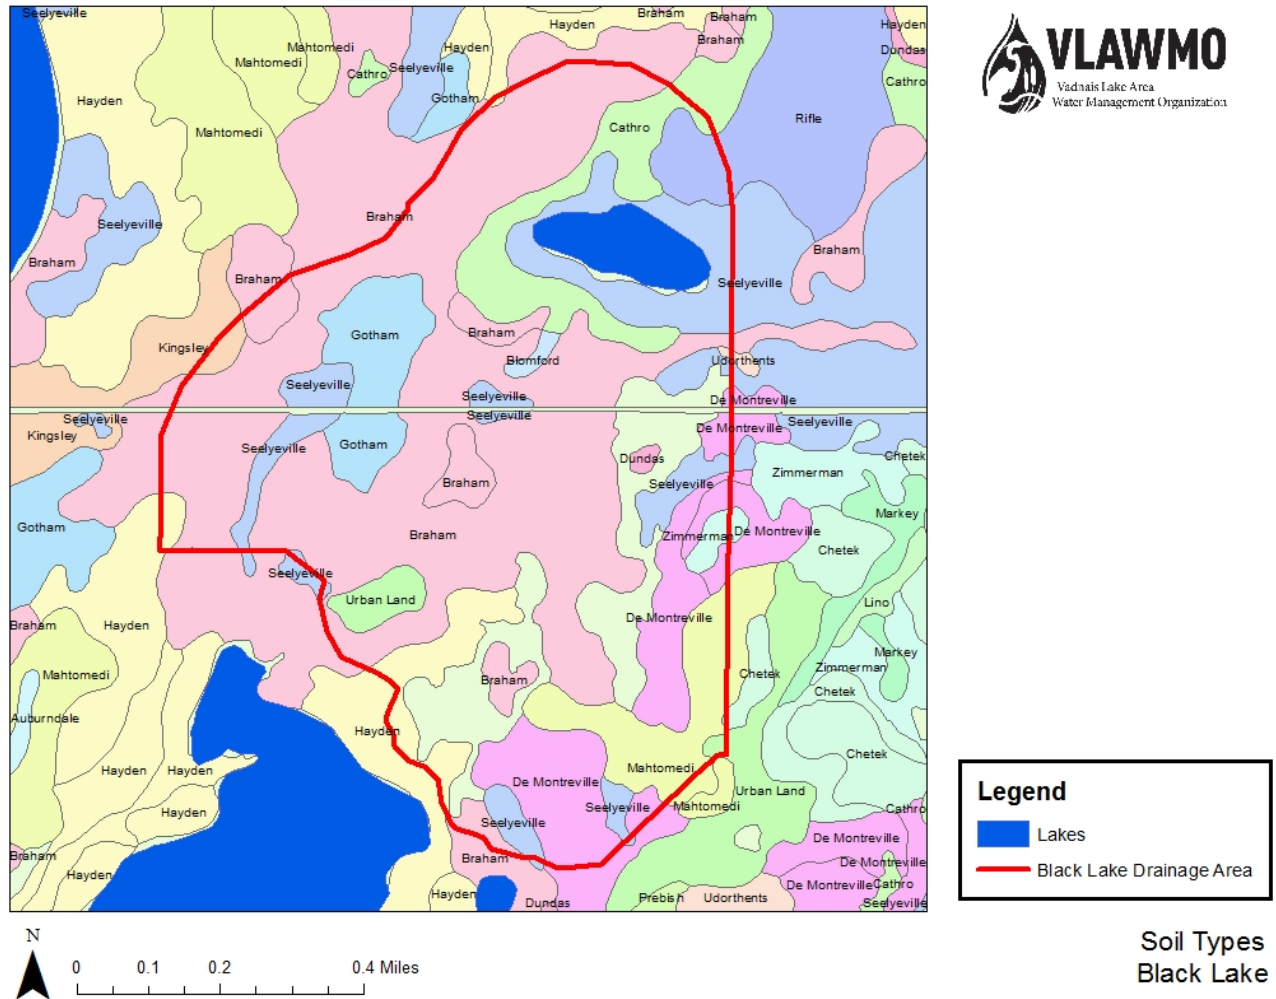 Seelyeville
Hayden
Braham
Braham
Hayden
VLAWMO
Vadnais Lake Area
Water Management Organization
Mahtomedi
Hayden
Braham
Dundas
Mahtomedi
Cathro
Seelyeville
Cathro
Hayden
Gotham
Mahtomedi
Cathro
Rifle
Braham
Seelyeville
Braham
Braham
Braham
Seelyeville
Gotham
Braham
Kingsley
Blomford
Udorthents
Seelyeville
Seelyeville
De Montreville
Seelyeville
Seelyeville
Seelyeville
De Montreville
Kingsley
Seelyeville
Gotham
Dundas
Chetek
Zimmerman
Braham
Seelyeville
Markey
Gotham
Braham
Zimmerman
De Montreville
Chetek
Seelyeville
Urban Land
Lino
Braham
Hayden
De Montreville
Markey
Mahtomedi
Braham
Chetek
Zimmerman
Chetek
Auburndale
Hayden
Chetek
Hayden
Hayden
De Montreville
Mahtomedi
Urban Land
Hayden
Seelyeville
Mahtomedi
Cathro
Seelyeville
De Montreville
Braham
Braham
De Montreville
Hayden
De Montreville
Cathro
Hayden
Dundas
Prebish
Udorthents
Seelyeville
Legend
Lakes
Black Lake Drainage Area
N
0 0.1 0.2 0.4 Miles
Soil Types
Black Lake